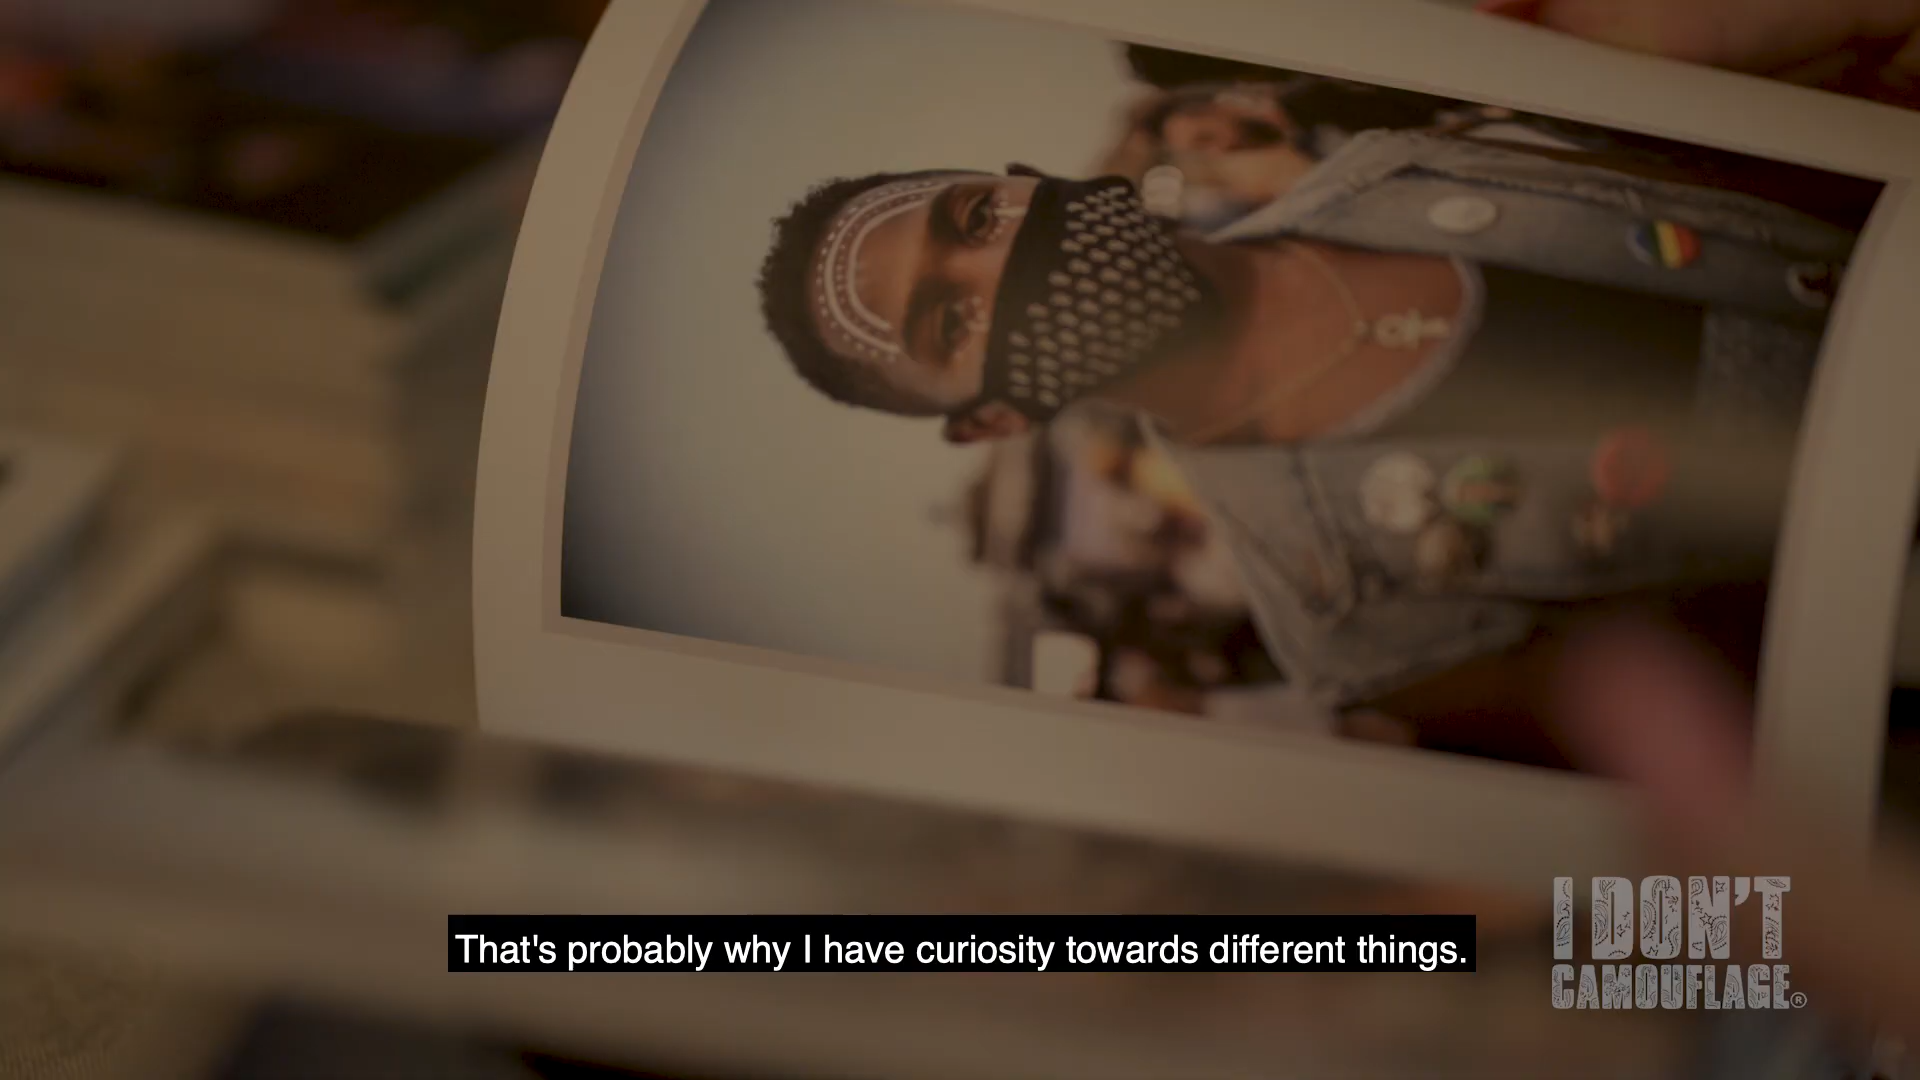 That's probably why I have curiosity towards different things.
I DON'T
CAMOUFLAGE®